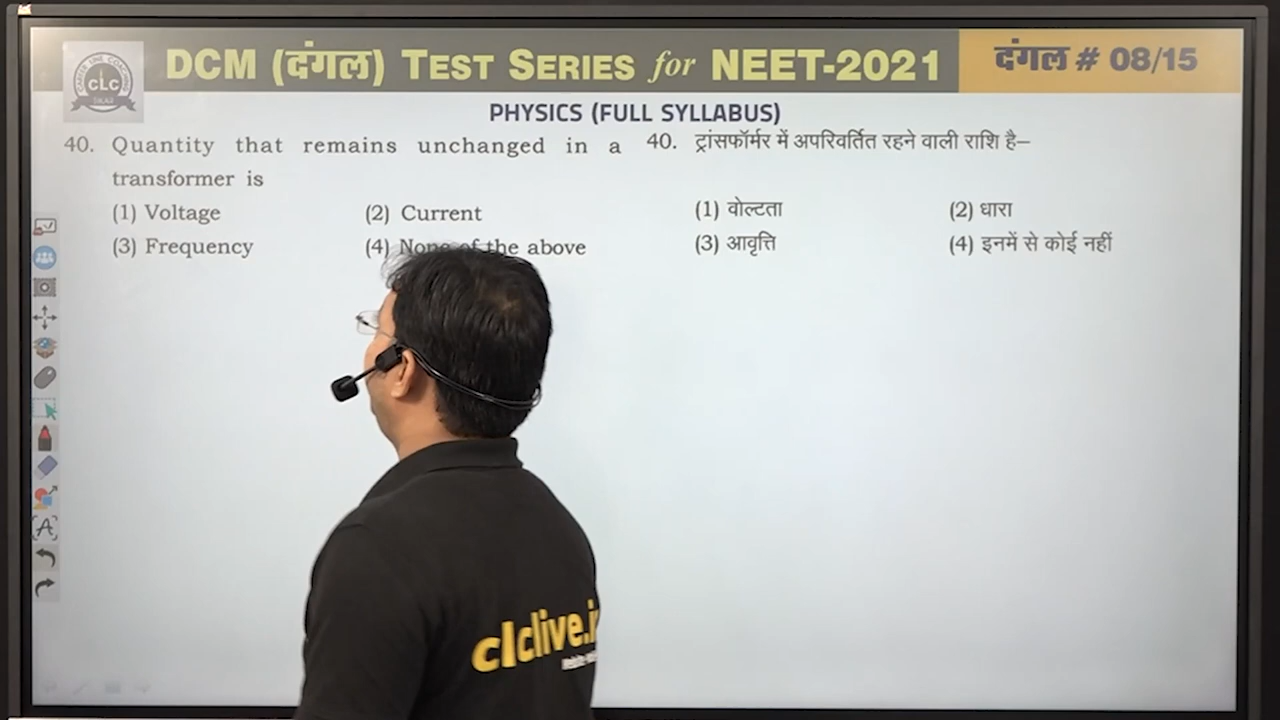 DCM (दंगल) TEST SERIES for NEET-2021
दंगल # 08/15
CLC
PHYSICS (FULL SYLLABUS)
40. Quantity that remains unchanged in a
transformer is
(1) Voltage (2) Current
(3) Frequency (4) None of the above
40. ट्रांसफॉर्मर में अपरिवर्तित रहने वाली राशि है–
(1) वोल्टता (2) धारा
(3) आवृत्ति (4) इनमें से कोई नहीं
clclive.i